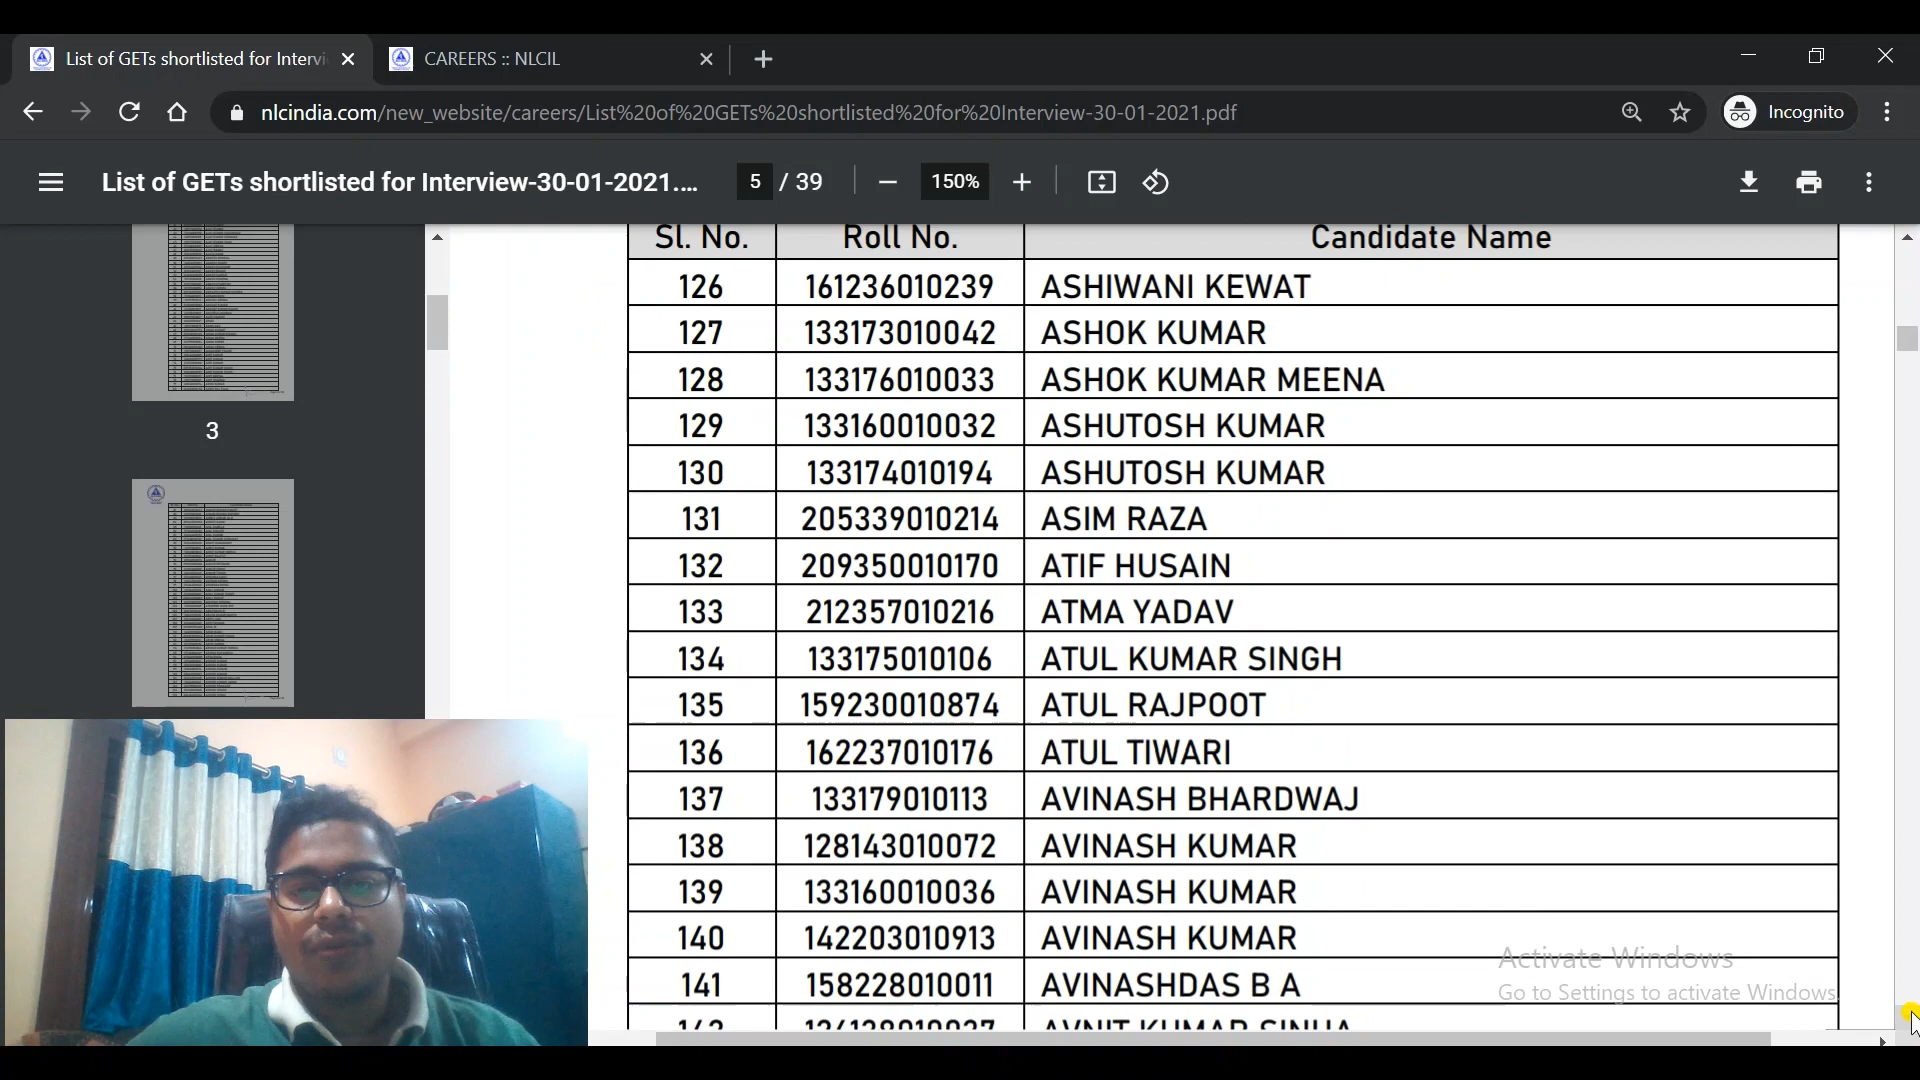 List of GETs shortlisted for Intervi
CAREERS :: NLCIL
nlcindia.com/new_website/careers/List%20of%20GETs%20shortlisted%20for%20Interview-30-01-2021.pdf
Incognito
List of GETs shortlisted for Interview-30-01-2021....
5 / 39
150%
3
Sl. No. Roll No. Candidate Name
126 161236010239 ASHIWANI KEWAT
127 133173010042 ASHOK KUMAR
128 133176010033 ASHOK KUMAR MEENA
129 133160010032 ASHUTOSH KUMAR
130 133174010194 ASHUTOSH KUMAR
131 205339010214 ASIM RAZA
132 209350010170 ATIF HUSAIN
133 212357010216 ATMA YADAV
134 133175010106 ATUL KUMAR SINGH
135 159230010874 ATUL RAJPOOT
136 162237010176 ATUL TIWARI
137 133179010113 AVINASH BHARDWAJ
138 128143010072 AVINASH KUMAR
139 133160010036 AVINASH KUMAR
140 142203010913 AVINASH KUMAR
141 158228010011 AVINASHDAS B A
142 AVNIT KUMAR SINHA
Activate Windows
Go to Settings to activate Windows.